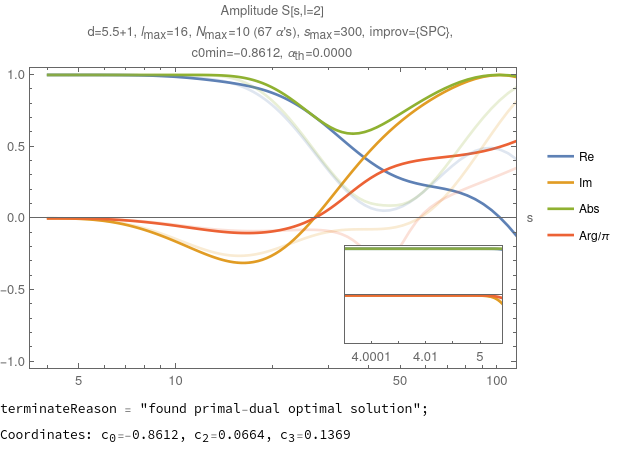 Amplitude S[s,l=2]
d=5.5+1, lmax=16, Nmax=10 (67 α's), smax=300, improv={SPC},
c0min=-0.8612, αth=0.0000
1.0
0.5
0.0
-0.5
-1.0
s
Re
Im
Abs
Arg/π
4.0001 4.01 5
5 10 50 100
terminateReason = "found primal-dual optimal solution";
Coordinates: c0=-0.8612, c2=0.0664, c3=0.1369